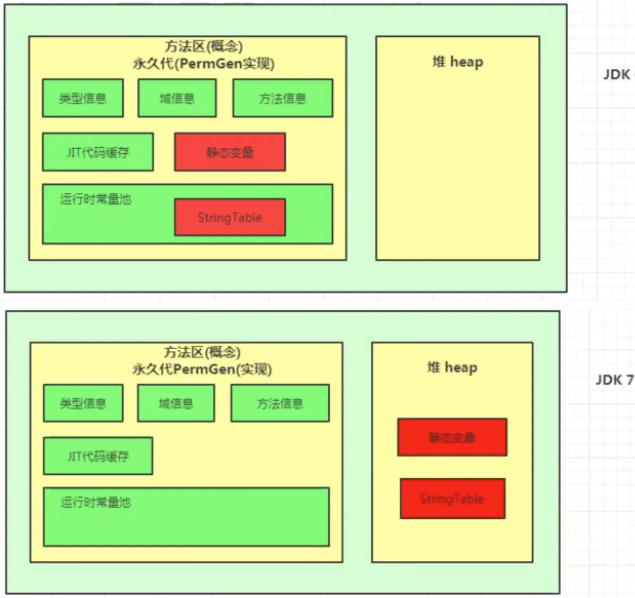 方法区(概念)
永久代(PermGen实现)
堆 heap
JDK
类型信息
域信息
方法信息
JIT代码缓存
静态变量
运行时常量池
StringTable
方法区(概念)
永久代PermGen(实现)
堆 heap
JDK 7
类型信息
域信息
方法信息
静态变量
JIT代码缓存
StringTable
运行时常量池